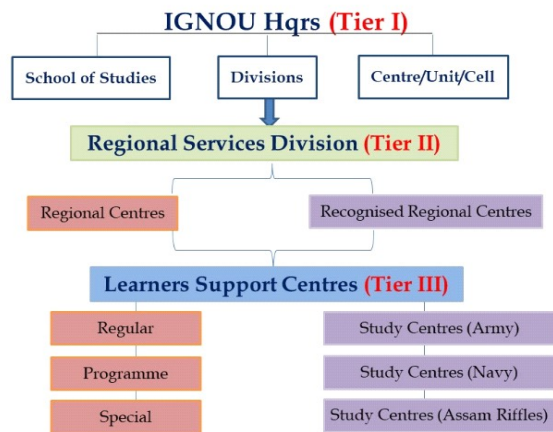 IGNOU Hqrs (Tier I)
School of Studies
Divisions
Centre/Unit/Cell
Regional Services Division (Tier II)
Regional Centres
Recognised Regional Centres
Learners Support Centres (Tier III)
Regular
Study Centres (Army)
Programme
Study Centres (Navy)
Special
Study Centres (Assam Riffles)